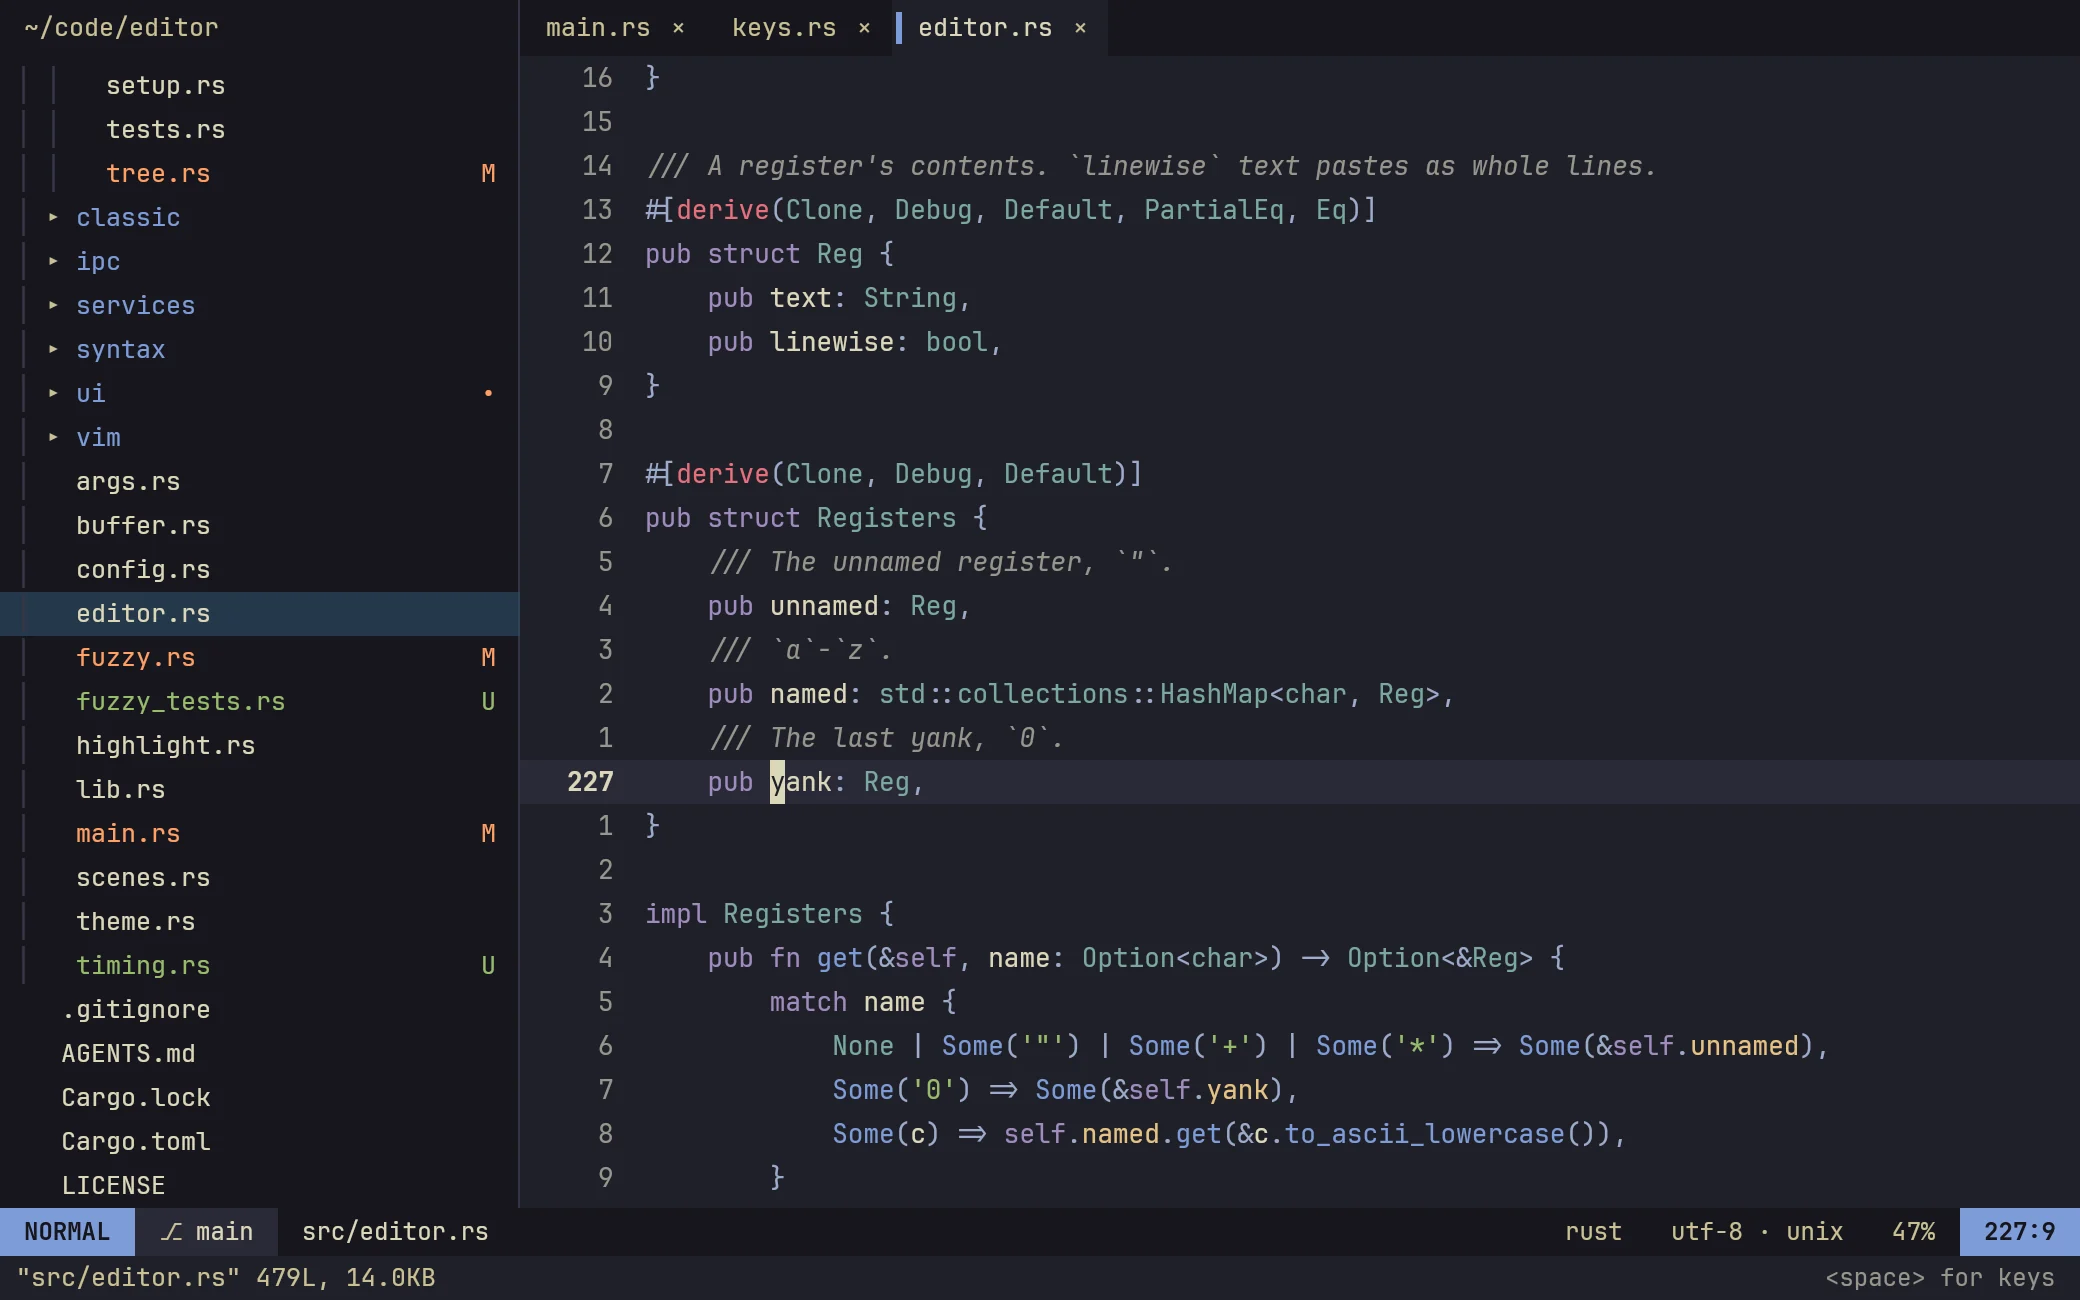 ~/code/editor
setup.rs
tests.rs
tree.rs M
▸ classic
▸ ipc
▸ services
▸ syntax
▸ ui •
▸ vim
args.rs
buffer.rs
config.rs
editor.rs
fuzzy.rs M
fuzzy_tests.rs U
highlight.rs
lib.rs
main.rs M
scenes.rs
theme.rs
timing.rs U
.gitignore
AGENTS.md
Cargo.lock
Cargo.toml
LICENSE
main.rs × keys.rs × editor.rs ×
16 }
15
14 /// A register's contents. `linewise` text pastes as whole lines.
13 #[derive(Clone, Debug, Default, PartialEq, Eq)]
12 pub struct Reg {
11     pub text: String,
10     pub linewise: bool,
9 }
8
7 #[derive(Clone, Debug, Default)]
6 pub struct Registers {
5     /// The unnamed register, `"`.
4     pub unnamed: Reg,
3     /// `a`-`z`.
2     pub named: std::collections::HashMap<char, Reg>,
1     /// The last yank, `0`.
227     pub yank: Reg,
1 }
2
3 impl Registers {
4     pub fn get(&self, name: Option<char>) -> Option<&Reg> {
5         match name {
6             None | Some('"') | Some('+') | Some('*') => Some(&self.unnamed),
7             Some('0') => Some(&self.yank),
8             Some(c) => self.named.get(&c.to_ascii_lowercase()),
9         }
NORMAL ⎇ main src/editor.rs rust utf-8 · unix 47% 227:9
"src/editor.rs" 479L, 14.0KB <space> for keys